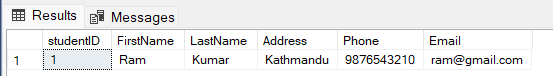 Results Messages
studentID FirstName LastName Address Phone Email
1 1 Ram Kumar Kathmandu 9876543210 ram@gmail.com